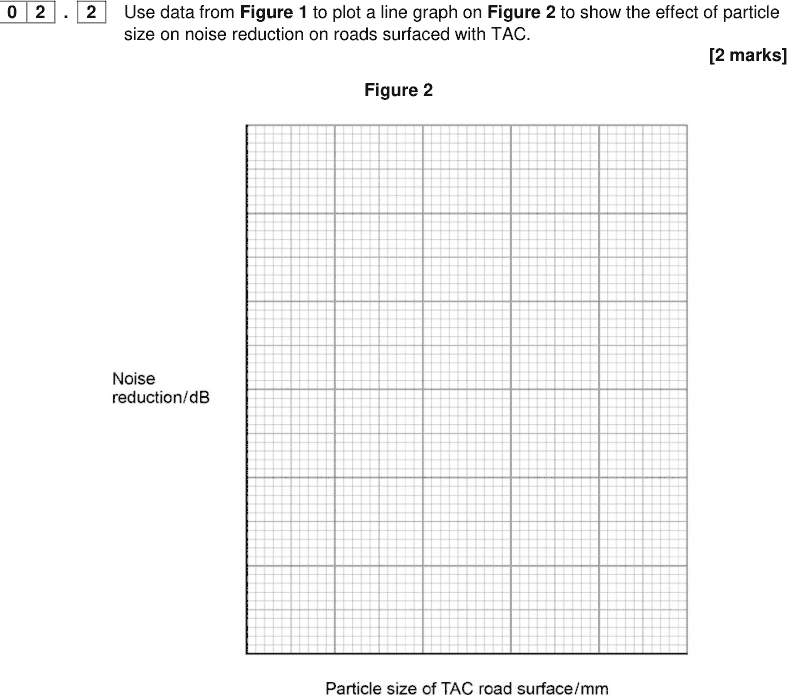 0 2 . 2 Use data from Figure 1 to plot a line graph on Figure 2 to show the effect of particle
size on noise reduction on roads surfaced with TAC.
[2 marks]
Figure 2
Noise
reduction/dB
Particle size of TAC road surface/mm